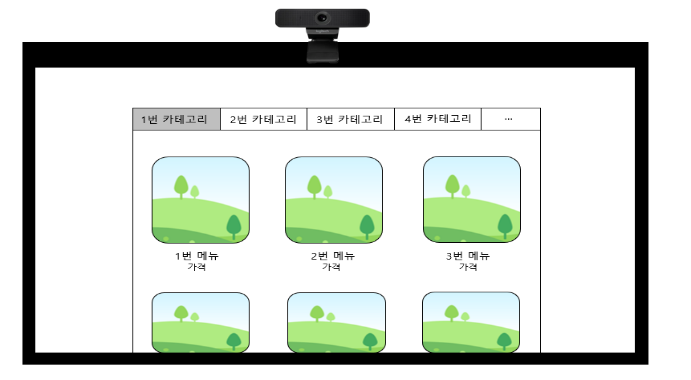 1번 카테고리 2번 카테고리 3번 카테고리 4번 카테고리 ...
1번 메뉴 2번 메뉴 3번 메뉴
가격 가격 가격